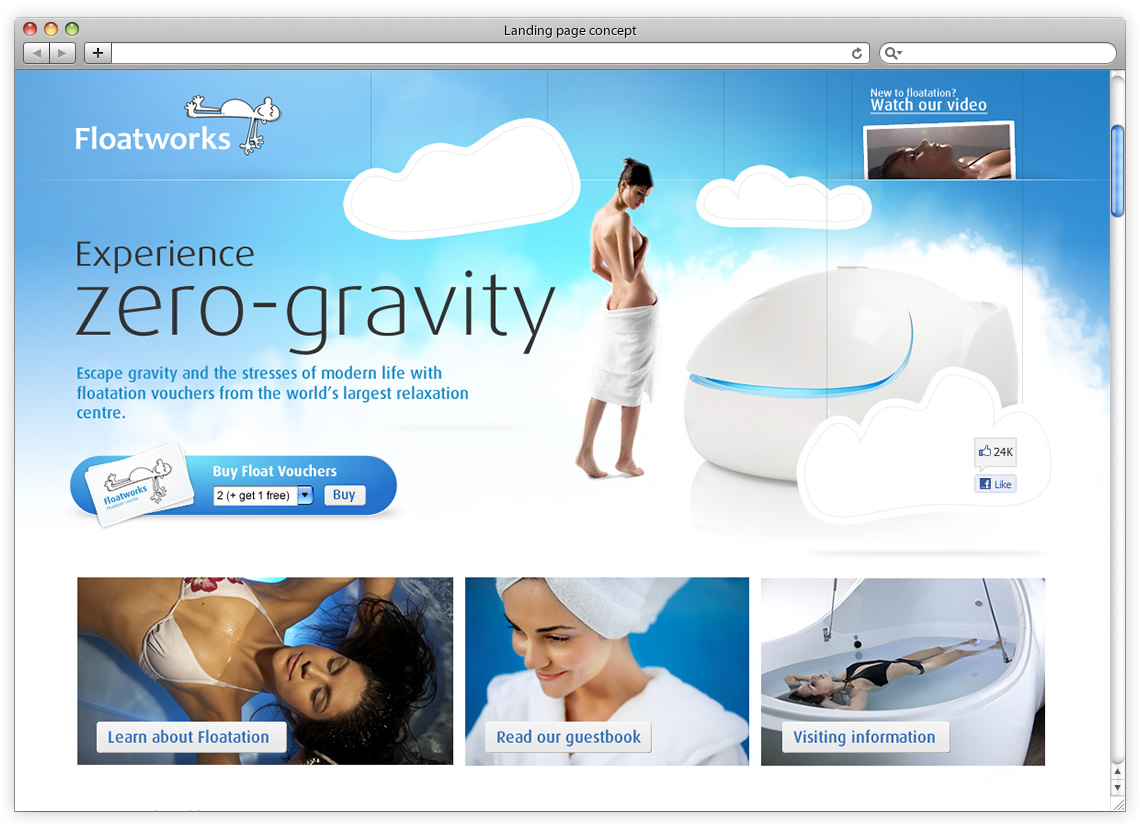 Landing page concept
New to floatation?
Watch our video
Floatworks
Experience
zero-gravity
Escape gravity and the stresses of modern life with
floatation vouchers from the world's largest relaxation
centre.
Floatworks
Floatation voucher
Buy Float Vouchers
2 (+ get 1 free)
Buy
24K
Like
Learn about Floatation
Read our guestbook
Visiting information